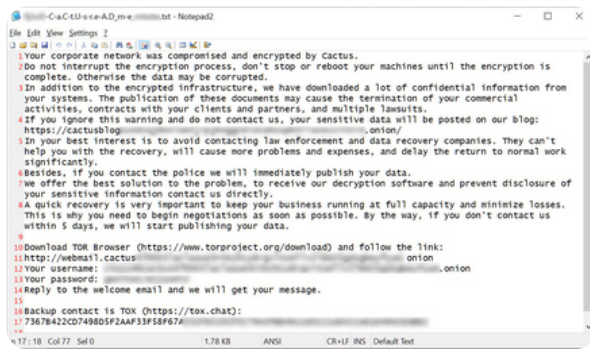 -C-a.C.t.U-s-r.e-A.D_m-e_.txt - Notepad2
File Edit View Settings ?
1 Your corporate network was compromised and encrypted by Cactus.
2 Do not interrupt the encryption process, don't stop or reboot your machines until the encryption is
complete. Otherwise the data may be corrupted.
3 In addition to the encrypted infrastructure, we have downloaded a lot of confidential information from
your systems. The publication of these documents may cause the termination of your commercial
activities, contracts with your clients and partners, and multiple lawsuits.
4 If you ignore this warning and do not contact us, your sensitive data will be posted on our blog:
https://cactusblog .onion/
5 In your best interest is to avoid contacting law enforcement and data recovery companies. They can't
help you with the recovery, will cause more problems and expenses, and delay the return to normal work
significantly.
6 Besides, if you contact the police we will immediately publish your data.
7 We offer the best solution to the problem, to receive our decryption software and prevent disclosure of
your sensitive information contact us directly.
8 A quick recovery is very important to keep your business running at full capacity and minimize losses.
This is why you need to begin negotiations as soon as possible. By the way, if you don't contact us
within 5 days, we will start publishing your data.
9
10 Download TOR Browser (https://www.torproject.org/download) and follow the link:
11 http://webmail.cactus onion
12 Your username: .onion
13 Your password:
14 Reply to the welcome email and we will get your message.
15
16 Backup contact is TOX (https://tox.chat):
17 7367B422CD7498D5F2AAF33F58F67A
n 17 : 18 Col 77 Sel 0 1.78 KB ANSI CR+LF INS Default Text